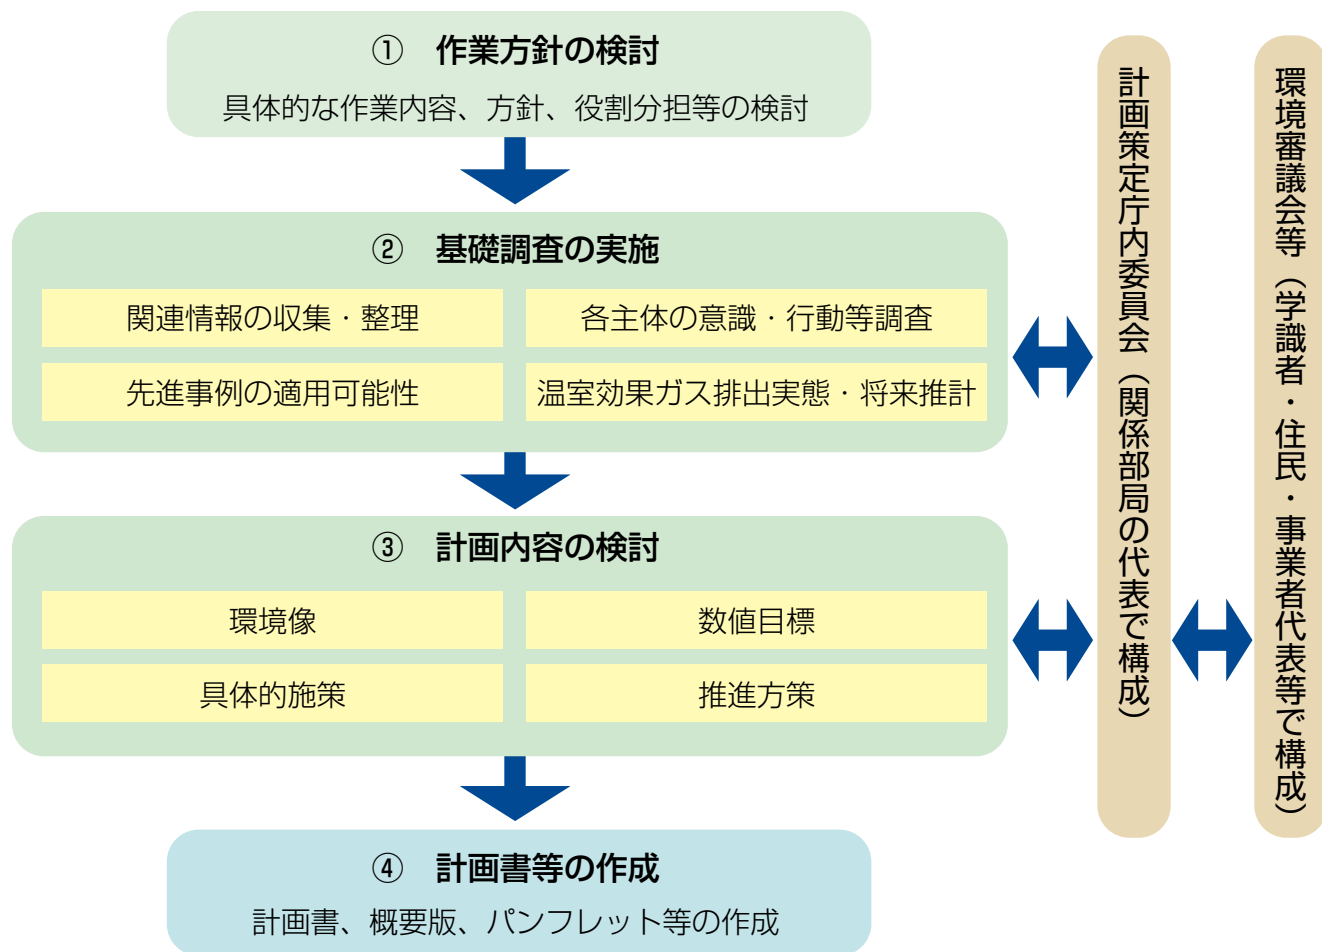 ① 作業方針の検討
具体的な作業内容、方針、役割分担等の検討
② 基礎調査の実施
関連情報の収集・整理
各主体の意識・行動等調査
先進事例の適用可能性
温室効果ガス排出実態・将来推計
③ 計画内容の検討
環境像
数値目標
具体的施策
推進方策
④ 計画書等の作成
計画書、概要版、パンフレット等の作成
計画策定庁内委員会（関係部局の代表で構成）
環境審議会等（学識者・住民・事業者代表等で構成）